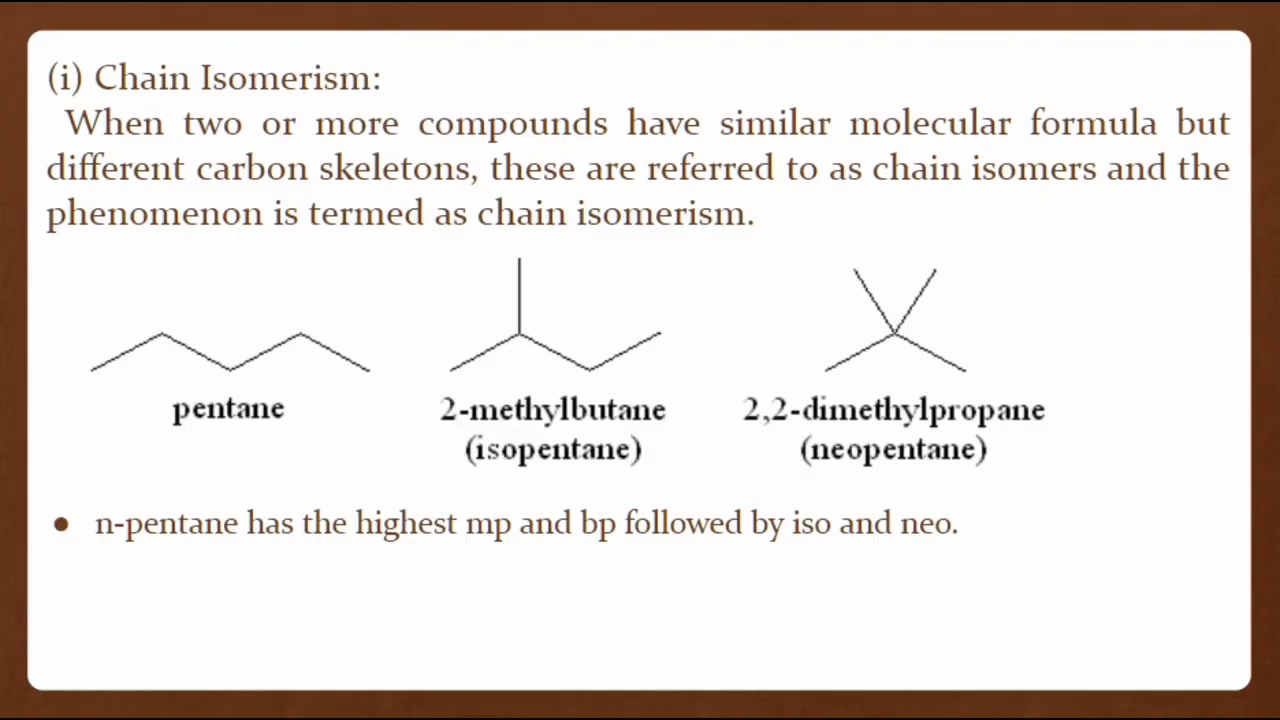 (i) Chain Isomerism:
When two or more compounds have similar molecular formula but
different carbon skeletons, these are referred to as chain isomers and the
phenomenon is termed as chain isomerism.
pentane
2-methylbutane
(isopentane)
2,2-dimethylpropane
(neopentane)
● n-pentane has the highest mp and bp followed by iso and neo.